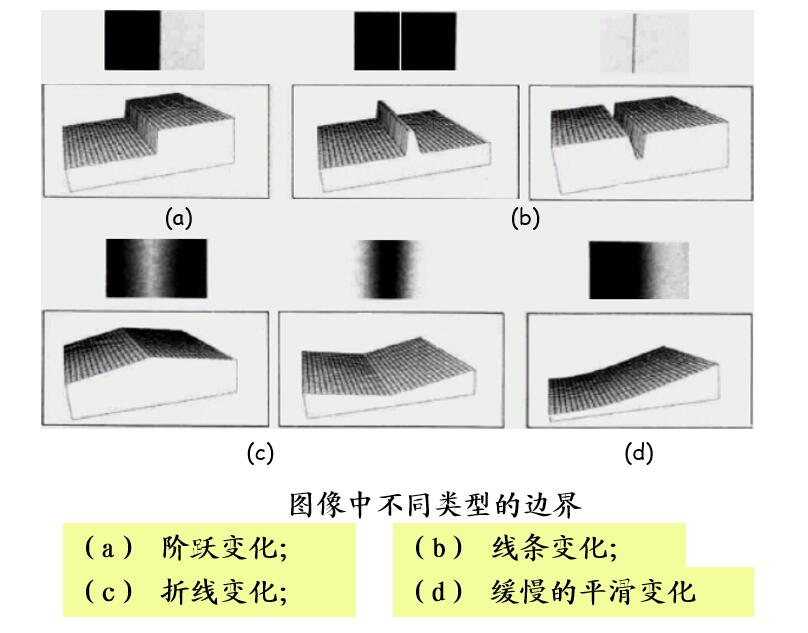 (a) (b)
(c) (d)
图像中不同类型的边界
（a） 阶跃变化; （b） 线条变化;
（c） 折线变化; （d） 缓慢的平滑变化